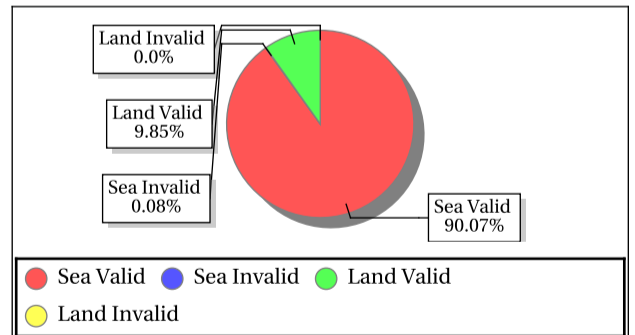 Land Invalid
0.0%
Land Valid
9.85%
Sea Invalid
0.08%
Sea Valid
90.07%
Sea Valid Sea Invalid Land Valid
Land Invalid